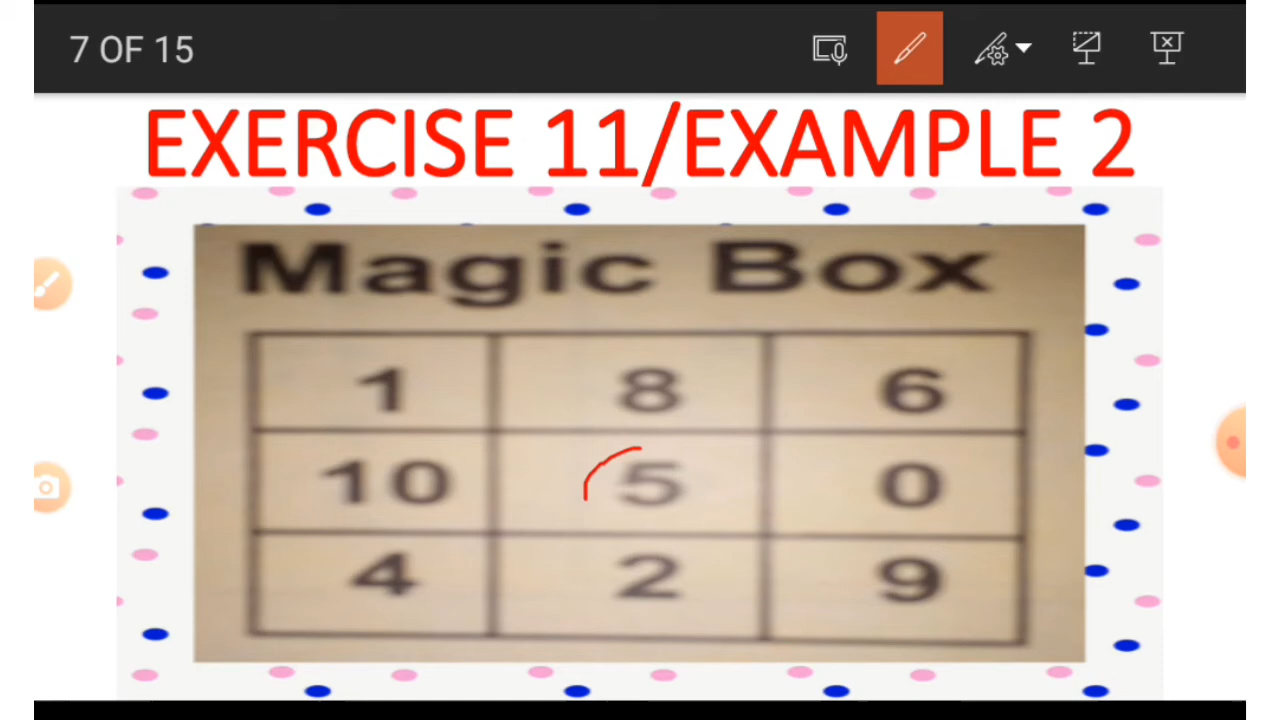 7 OF 15
EXERCISE 11/EXAMPLE 2
Magic Box
1 8 6
10 5 0
4 2 9